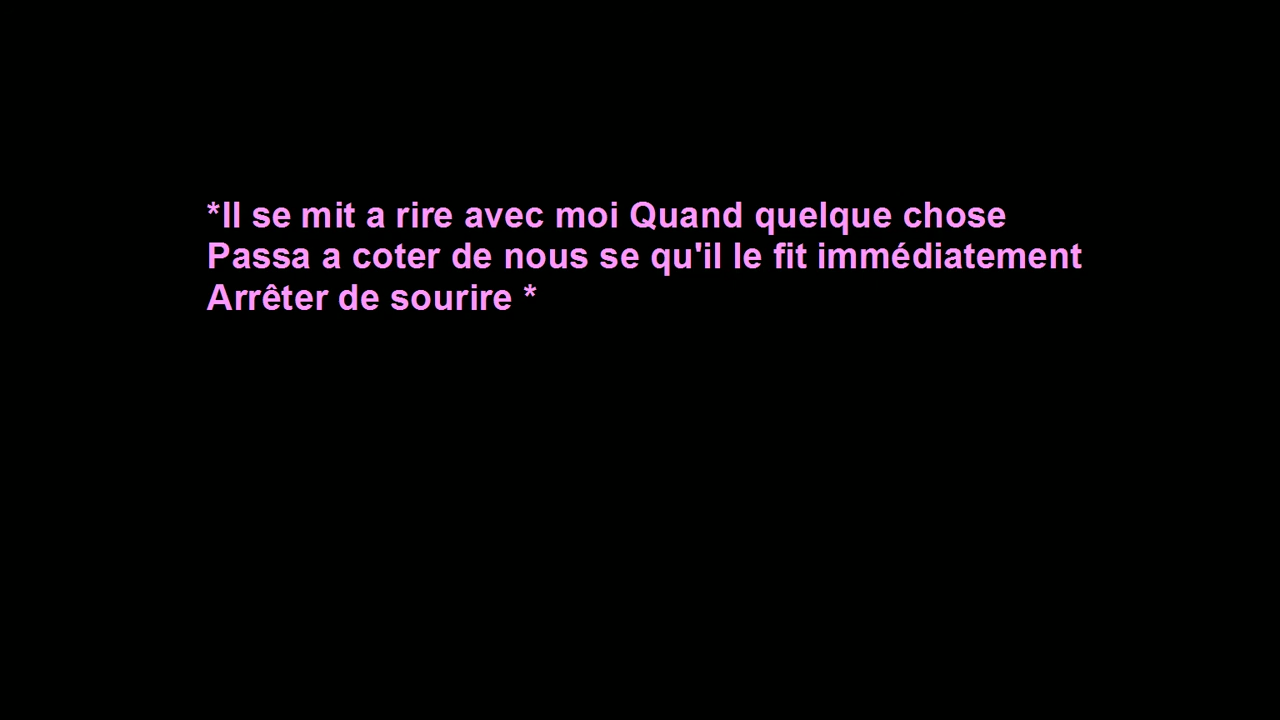 *Il se mit a rire avec moi Quand quelque chose
Passa a coter de nous se qu'il le fit immédiatement
Arrêter de sourire *